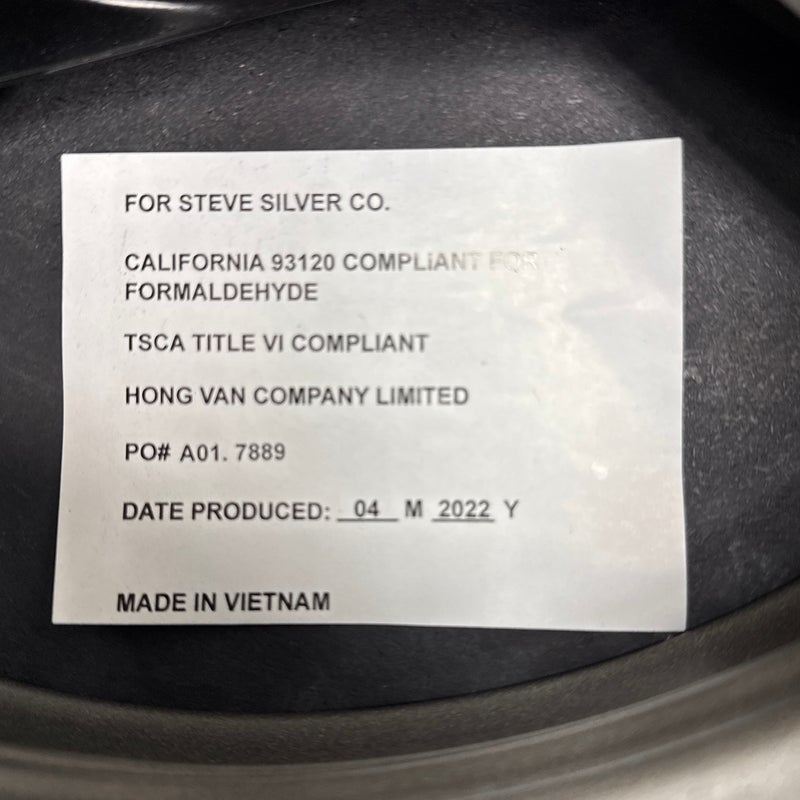 FOR STEVE SILVER CO.
CALIFORNIA 93120 COMPLIANT FOR
FORMALDEHYDE
TSCA TITLE VI COMPLIANT
HONG VAN COMPANY LIMITED
PO# A01. 7889
DATE PRODUCED: 04 M 2022 Y
MADE IN VIETNAM